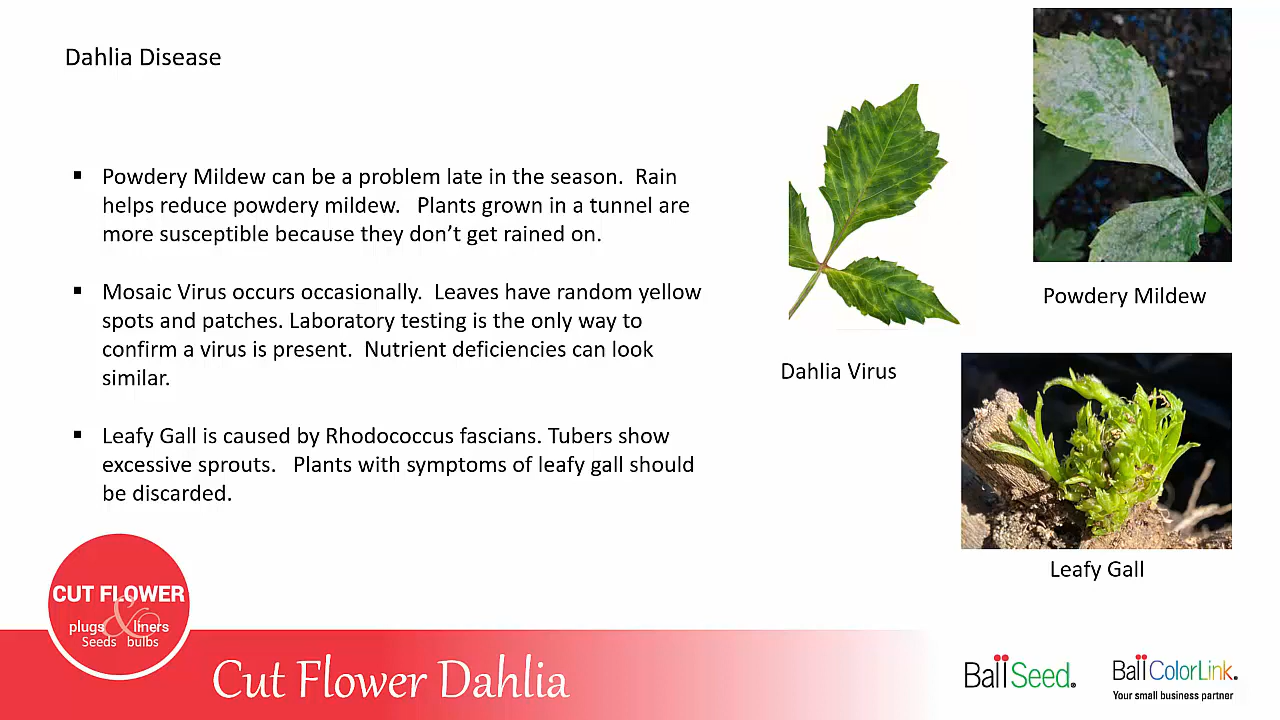 Dahlia Disease
▪ Powdery Mildew can be a problem late in the season.  Rain
helps reduce powdery mildew.   Plants grown in a tunnel are
more susceptible because they don’t get rained on.
▪ Mosaic Virus occurs occasionally.  Leaves have random yellow
spots and patches. Laboratory testing is the only way to
confirm a virus is present.  Nutrient deficiencies can look
similar.
▪ Leafy Gall is caused by Rhodococcus fascians. Tubers show
excessive sprouts.   Plants with symptoms of leafy gall should
be discarded.
Powdery Mildew
Dahlia Virus
Leafy Gall
CUT FLOWER
plugs & liners
Seeds bulbs
Cut Flower Dahlia
Ball Seed.
Ball ColorLink.
Your small business partner